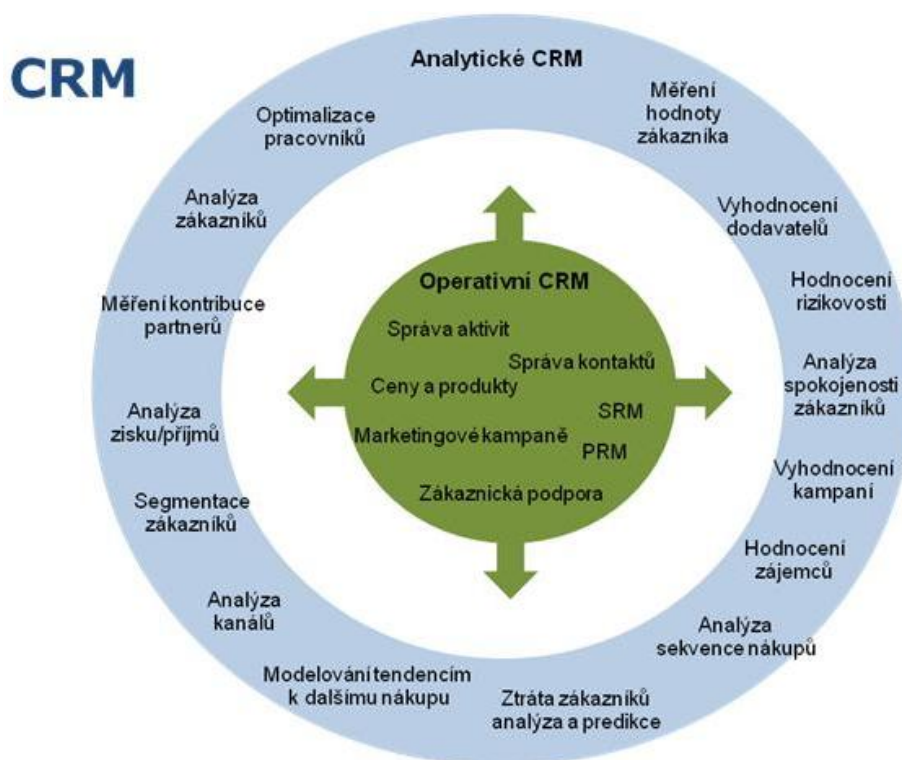 CRM
Analytické CRM
Měření
hodnoty
zákazníka
Vyhodnocení
dodavatelů
Hodnocení
rizikovosti
Analýza
spokojenosti
zákazníků
Vyhodnocení
kampaní
Hodnocení
zájemců
Analýza
sekvence nákupů
Ztráta zákazníků
analýza a predikce
Modelování tendencím
k dalšímu nákupu
Analýza
kanálů
Segmentace
zákazníků
Analýza
zisku/příjmů
Měření kontribuce
partnerů
Analýza
zákazníků
Optimalizace
pracovníků
Operativní CRM
Správa aktivit
Správa kontaktů
Ceny a produkty
SRM
Marketingové kampaně
PRM
Zákaznická podpora